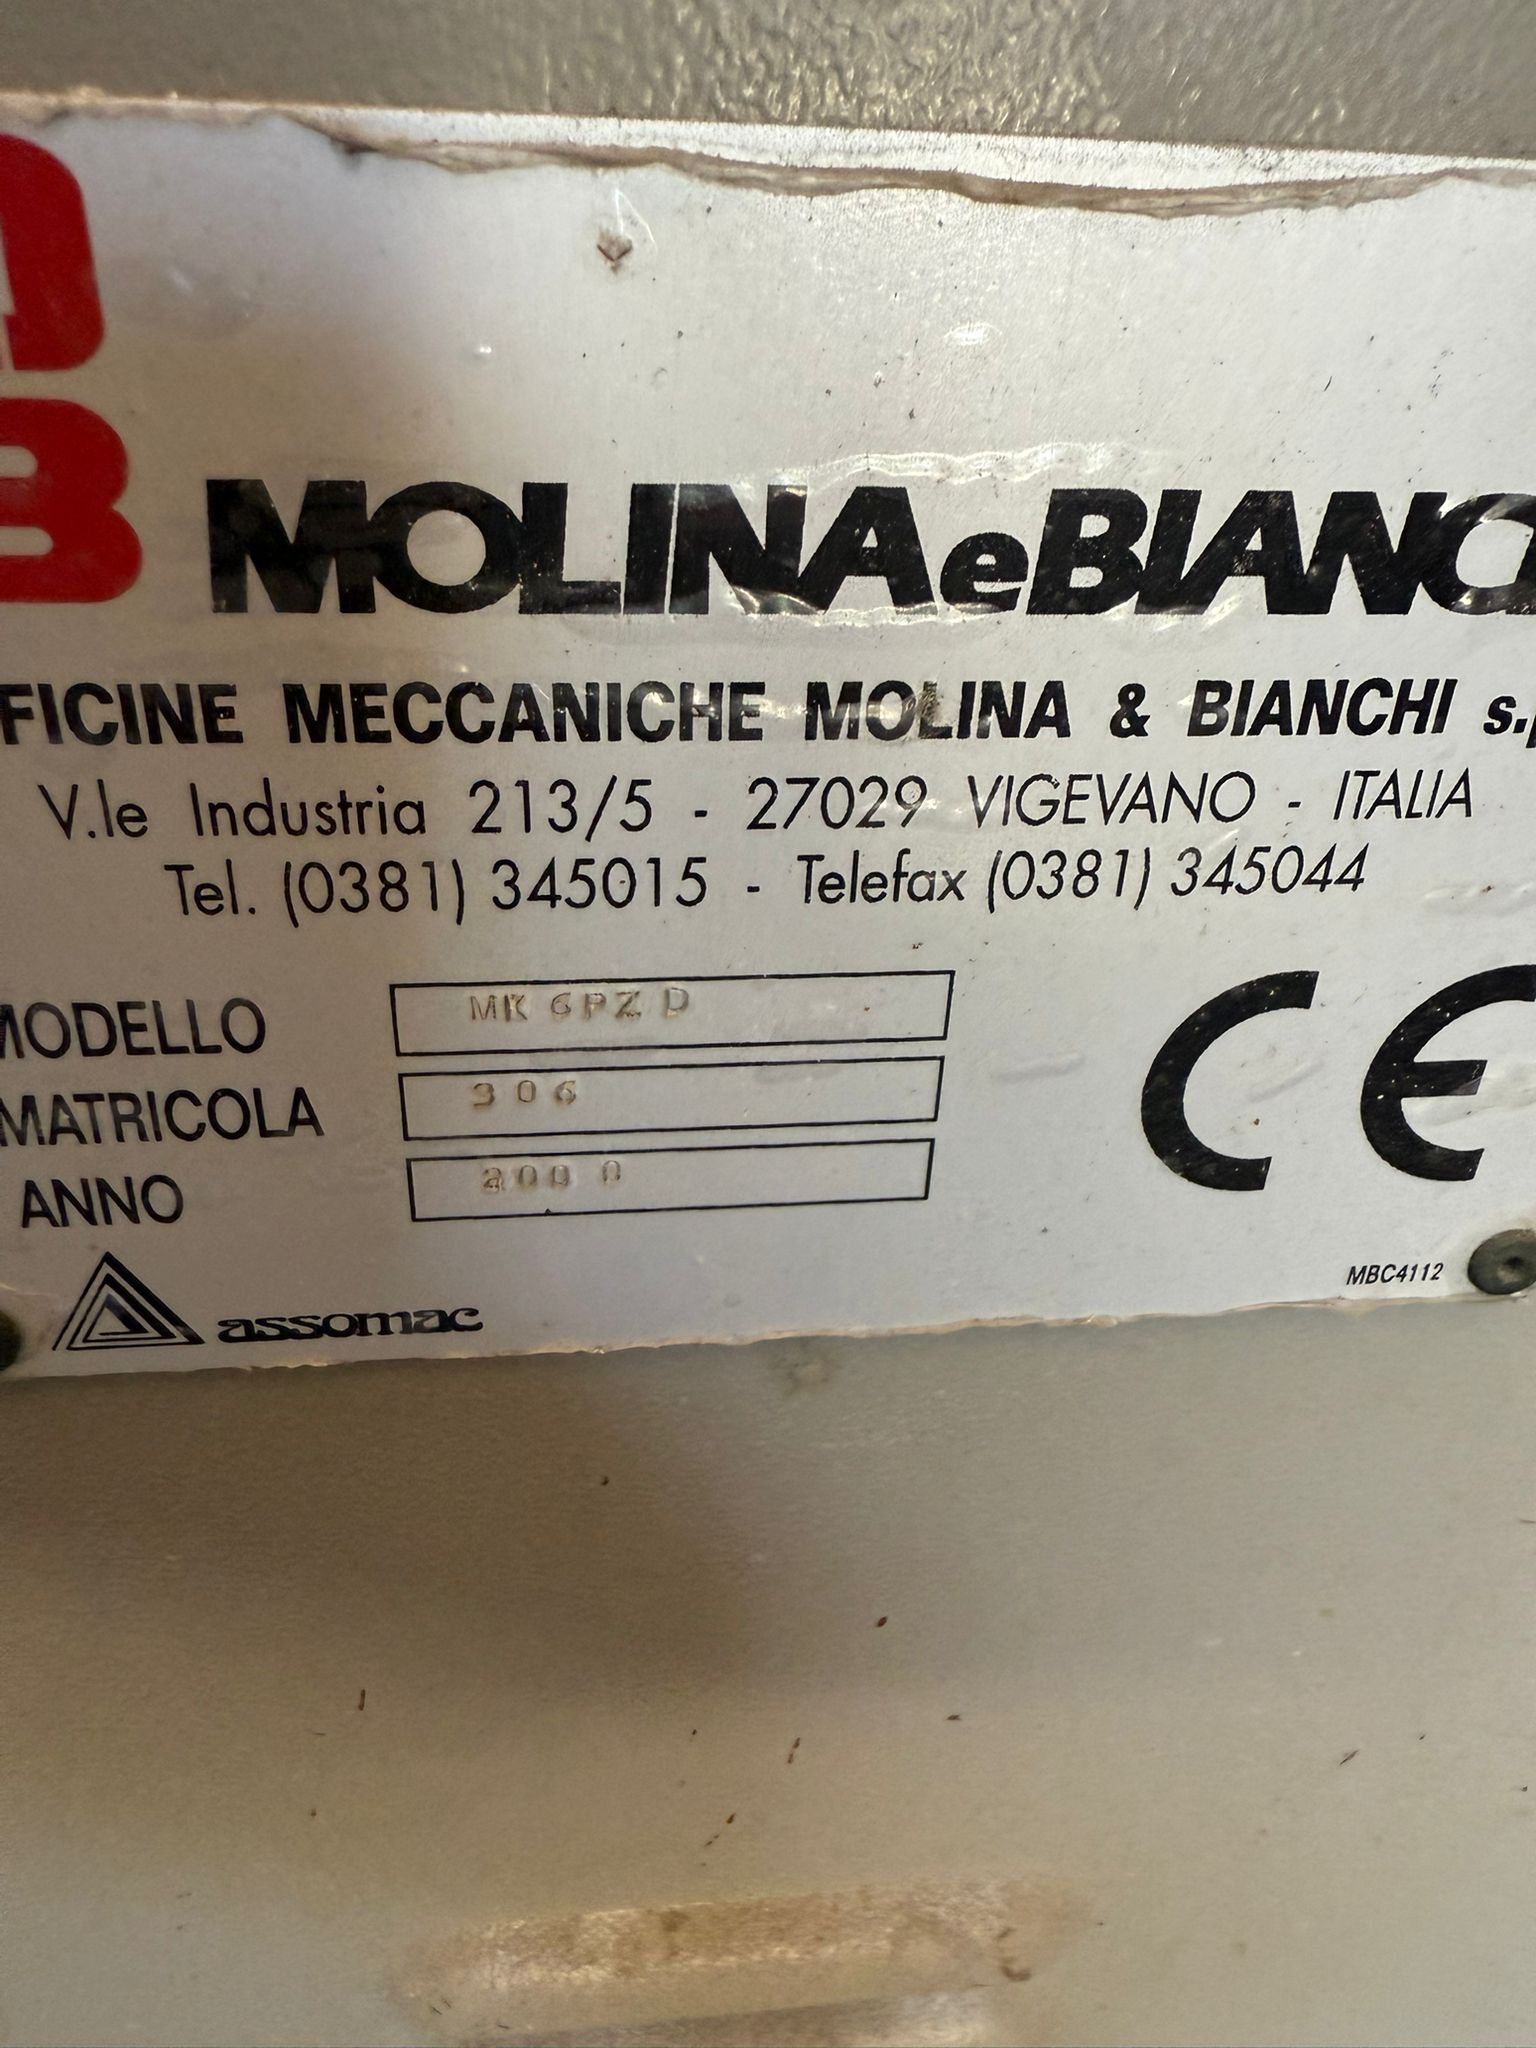 B
MOLINAeBIANC
FICINE MECCANICHE MOLINA & BIANCHI s.p
V.le Industria 213/5 - 27029 VIGEVANO - ITALIA
Tel. (0381) 345015 - Telefax (0381) 345044
MODELLO MK 6PZ D
MATRICOLA 306
ANNO 2000
CE
MBC4112
assomac